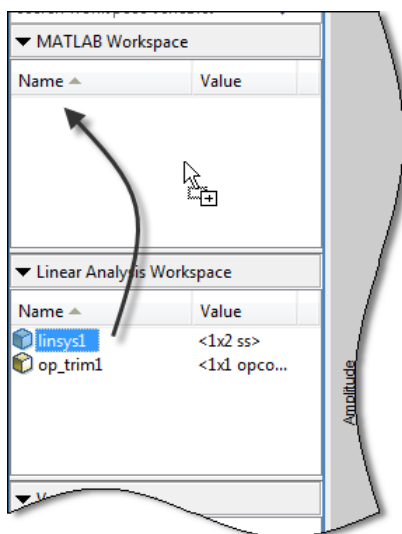 MATLAB Workspace
Name Value
Linear Analysis Workspace
Name Value
linsys1 <1x2 ss>
op_trim1 <1x1 opco...
Amplitude